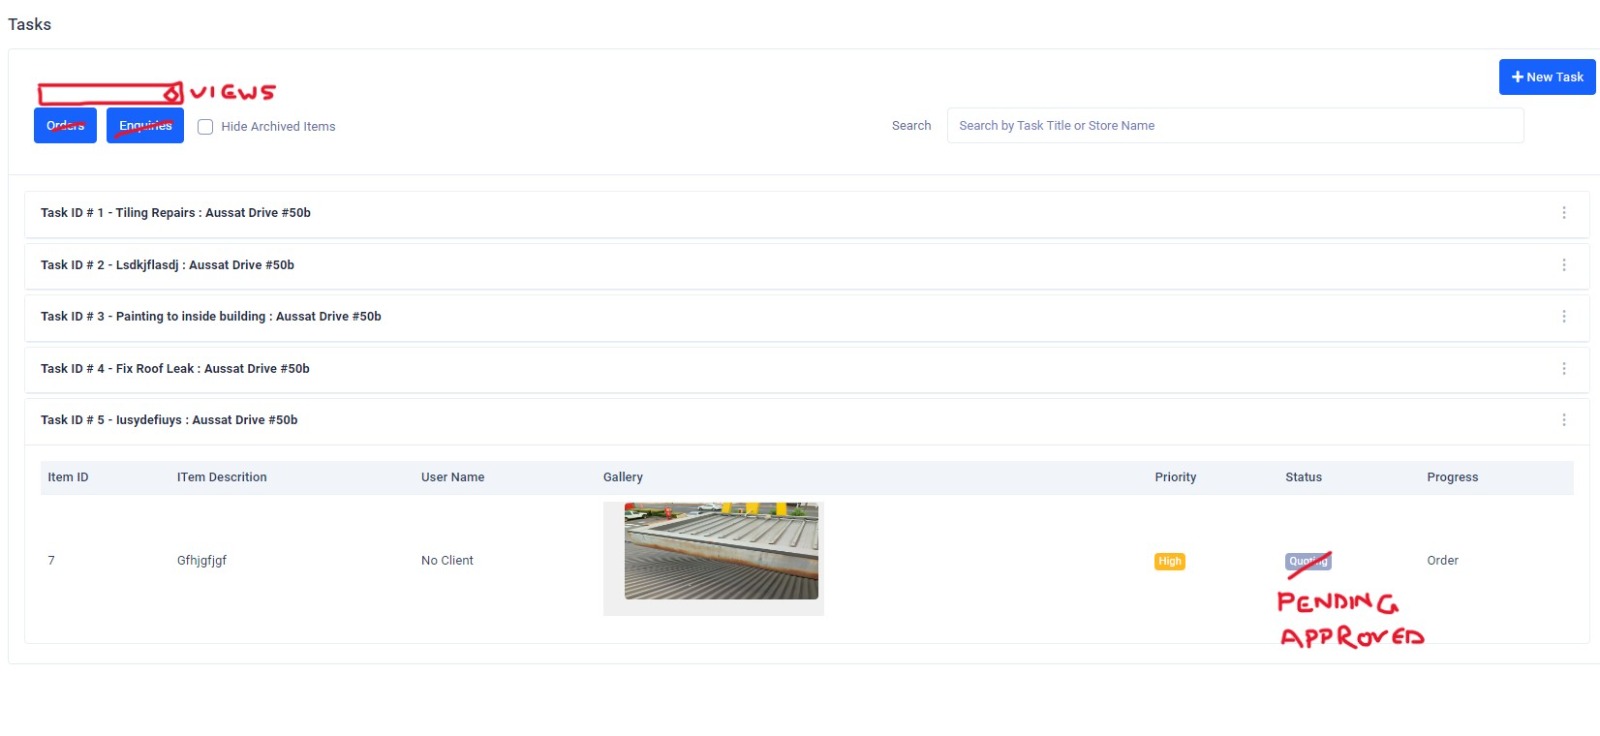 Tasks
+ New Task
VIEWS
Orders Enquiries Hide Archived Items Search Search by Task Title or Store Name
Task ID # 1 - Tiling Repairs : Aussat Drive #50b
Task ID # 2 - Lsdkjflasdj : Aussat Drive #50b
Task ID # 3 - Painting to inside building : Aussat Drive #50b
Task ID # 4 - Fix Roof Leak : Aussat Drive #50b
Task ID # 5 - Iusydefiuys : Aussat Drive #50b
Item ID ITem Descrition User Name Gallery Priority Status Progress
7 Gfhjgfjgf No Client High Quoting Order
PENDING
APPROVED